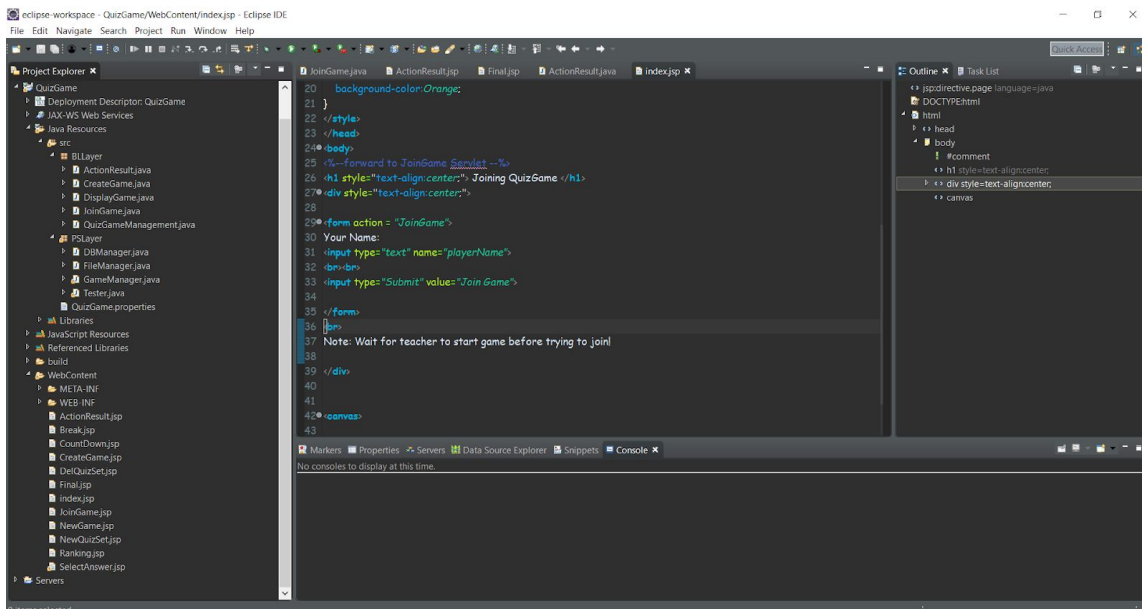 eclipse-workspace - QuizGame/WebContent/index.jsp - Eclipse IDE
File Edit Navigate Search Project Run Window Help
Quick Access
Project Explorer
QuizGame
Deployment Descriptor: QuizGame
JAX-WS Web Services
Java Resources
src
BLLayer
ActionResult.java
CreateGame.java
DisplayGame.java
JoinGame.java
QuizGameManagement.java
PSLayer
DBManager.java
FileManager.java
GameManager.java
Tester.java
QuizGame.properties
Libraries
JavaScript Resources
Referenced Libraries
build
WebContent
META-INF
WEB-INF
ActionResult.jsp
Break.jsp
CountDown.jsp
CreateGame.jsp
DelQuizSet.jsp
Final.jsp
index.jsp
JoinGame.jsp
NewGame.jsp
NewQuizSet.jsp
Ranking.jsp
SelectAnswer.jsp
Servers
JoinGame.java ActionResult.jsp Final.jsp ActionResult.java index.jsp
20 background-color:Orange;
21 }
22 </style>
23 </head>
24 <body>
25 <%--forward to JoinGame Servlet --%>
26 <h1 style="text-align:center;"> Joining QuizGame </h1>
27 <div style="text-align:center;">
28
29 <form action = "JoinGame">
30 Your Name:
31 <input type="text" name="playerName">
32 <br><br>
33 <input type="Submit" value="Join Game">
34
35 </form>
36 <br>
37 Note: Wait for teacher to start game before trying to join!
38
39 </div>
40
41
42 <canvas>
43
Outline Task List
jsp:directive.page language=java
DOCTYPE:html
html
head
body
#comment
h1 style=text-align:center;
div style=text-align:center;
canvas
Markers Properties Servers Data Source Explorer Snippets Console
No consoles to display at this time.